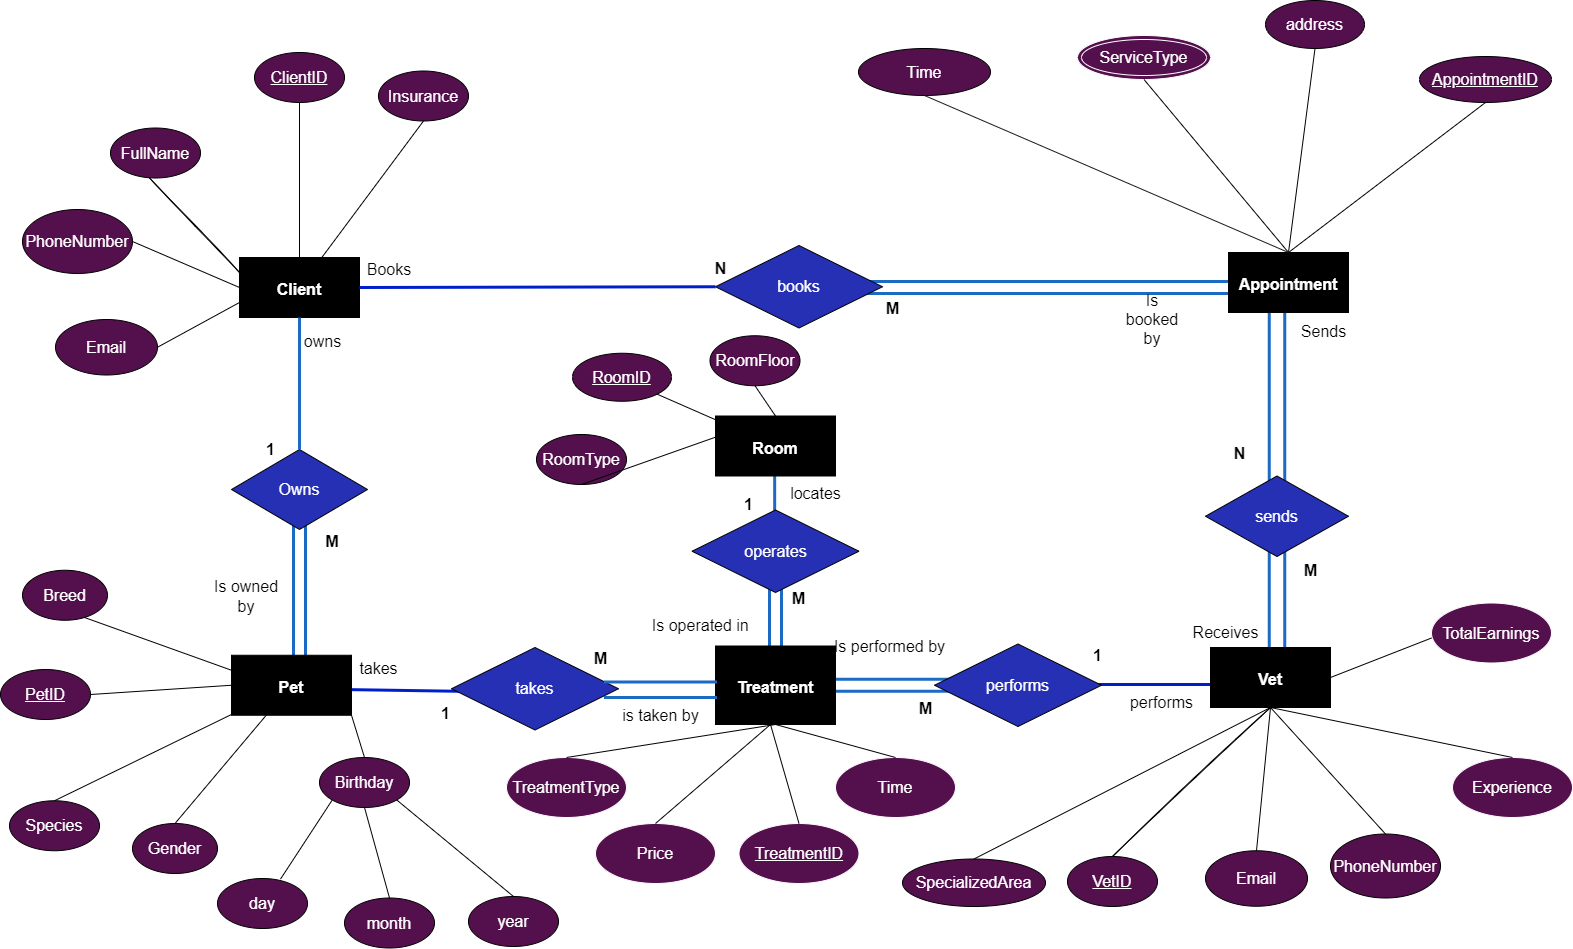 address
ServiceType
Time
AppointmentID
ClientID
Insurance
FullName
PhoneNumber
Books
N
books
M
Client
Appointment
Is
booked
by
Sends
owns
Email
RoomFloor
RoomID
Room
RoomType
1
Owns
M
locates
1
operates
M
N
sends
M
Is owned
by
Breed
Is operated in
Is performed by
Receives
TotalEarnings
PetID
Pet
takes
1
takes
M
is taken by
Treatment
M
performs
1
performs
Vet
Birthday
TreatmentType
Time
Experience
Species
Gender
Price
TreatmentID
PhoneNumber
SpecializedArea
VetID
Email
day
month
year